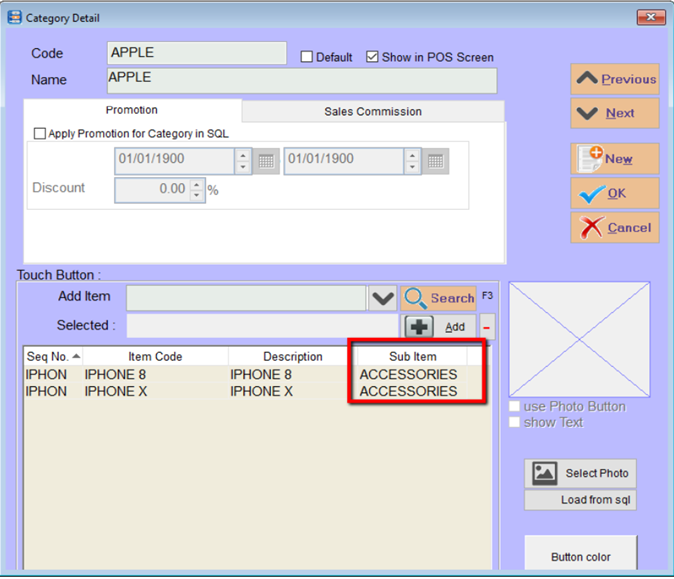 Category Detail
Code APPLE Default Show in POS Screen
Name APPLE
Previous
Next
New
OK
Cancel
Promotion Sales Commission
Apply Promotion for Category in SQL
01/01/1900 01/01/1900
Discount 0.00 %
Touch Button :
Add Item Search F3
Selected : Add
Seq No. Item Code Description Sub Item
IPHON IPHONE 8 IPHONE 8 ACCESSORIES
IPHON IPHONE X IPHONE X ACCESSORIES
use Photo Button
show Text
Select Photo
Load from sql
Button color